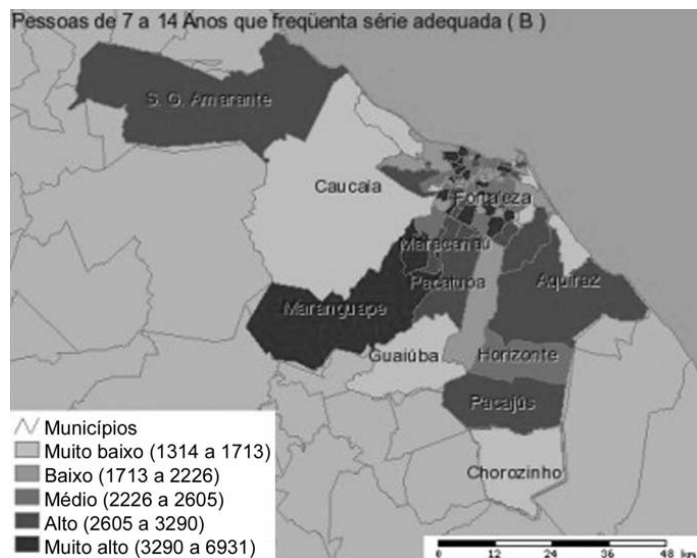 Pessoas de 7 a 14 Anos que freqüenta série adequada ( B )
S. G. Amarante
Caucaia
Fortaleza
Maracanaú
Pacatuba
Aquiraz
Maranguape
Guaiúba
Horizonte
Pacajús
Chorozinho
Municípios
Muito baixo (1314 a 1713)
Baixo (1713 a 2226)
Médio (2226 a 2605)
Alto (2605 a 3290)
Muito alto (3290 a 6931)
0 12 24 36 48 km